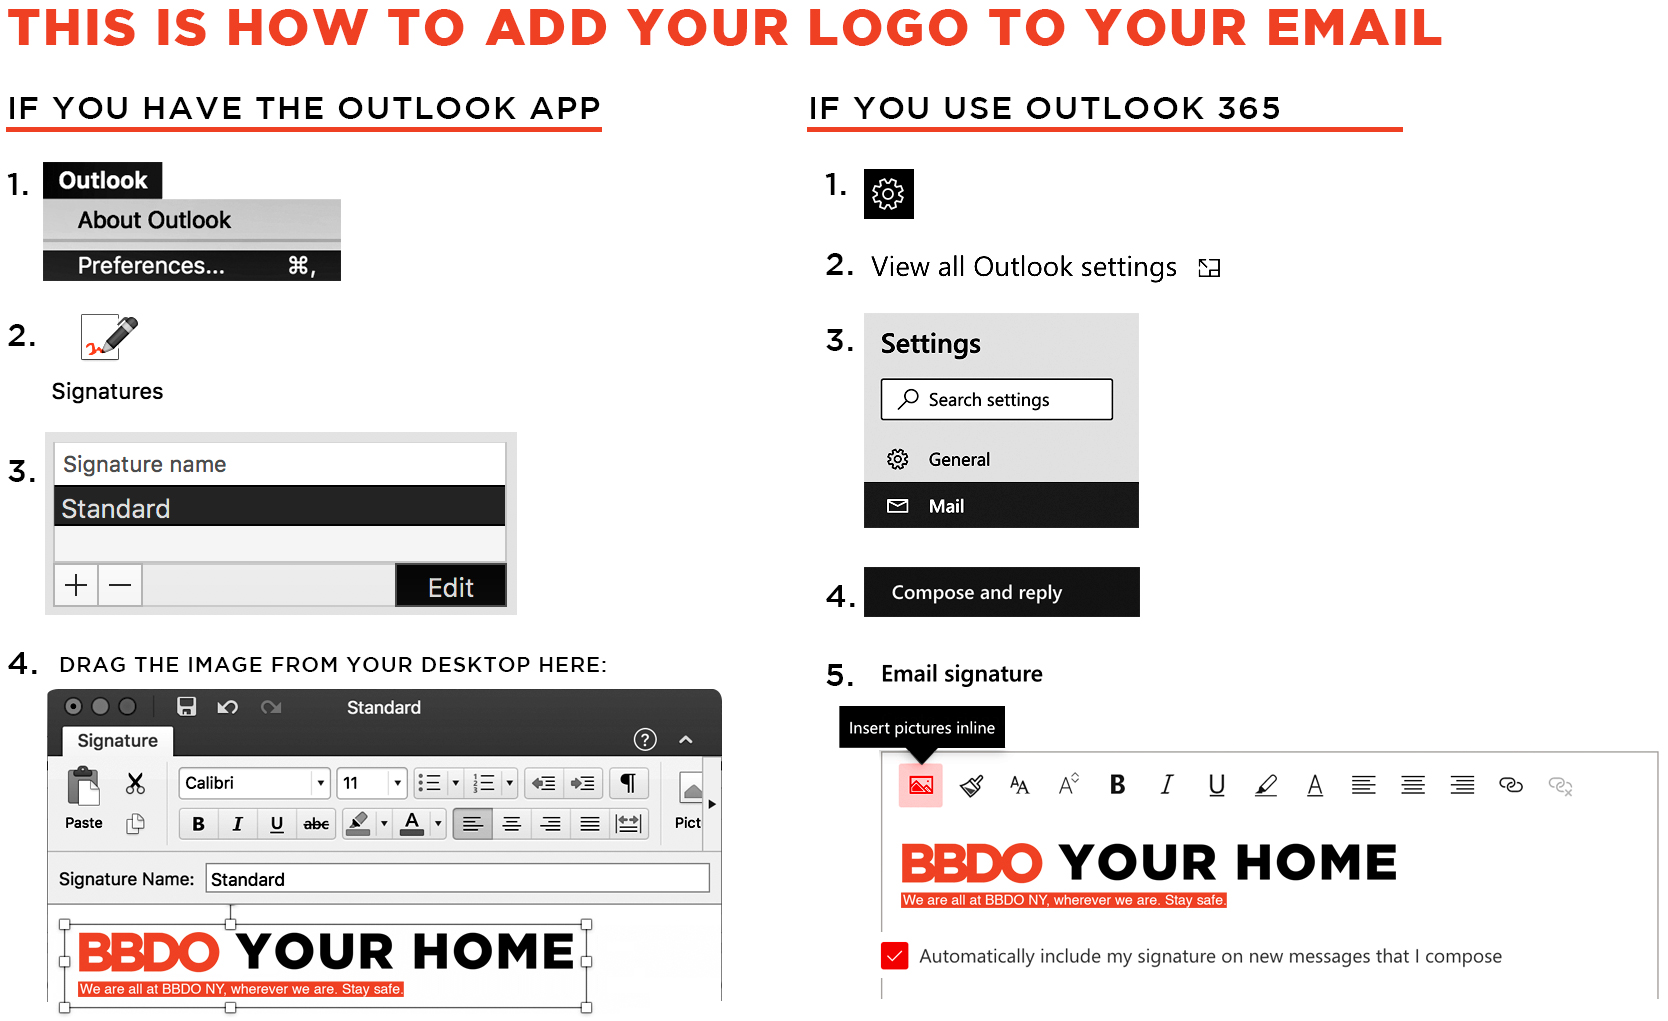 THIS IS HOW TO ADD YOUR LOGO TO YOUR EMAIL
IF YOU HAVE THE OUTLOOK APP
1. Outlook
About Outlook
Preferences... ⌘,
2.
Signatures
3. Signature name
Standard
+ —
Edit
4. DRAG THE IMAGE FROM YOUR DESKTOP HERE:
Standard
Signature
?
Calibri 11
Paste
B I U abc A
Pict
Signature Name: Standard
BBDO YOUR HOME
We are all at BBDO NY, wherever we are. Stay safe.
IF YOU USE OUTLOOK 365
1.
2. View all Outlook settings
3. Settings
Search settings
General
Mail
4. Compose and reply
5. Email signature
Insert pictures inline
AA A B I U A
BBDO YOUR HOME
We are all at BBDO NY, wherever we are. Stay safe.
Automatically include my signature on new messages that I compose